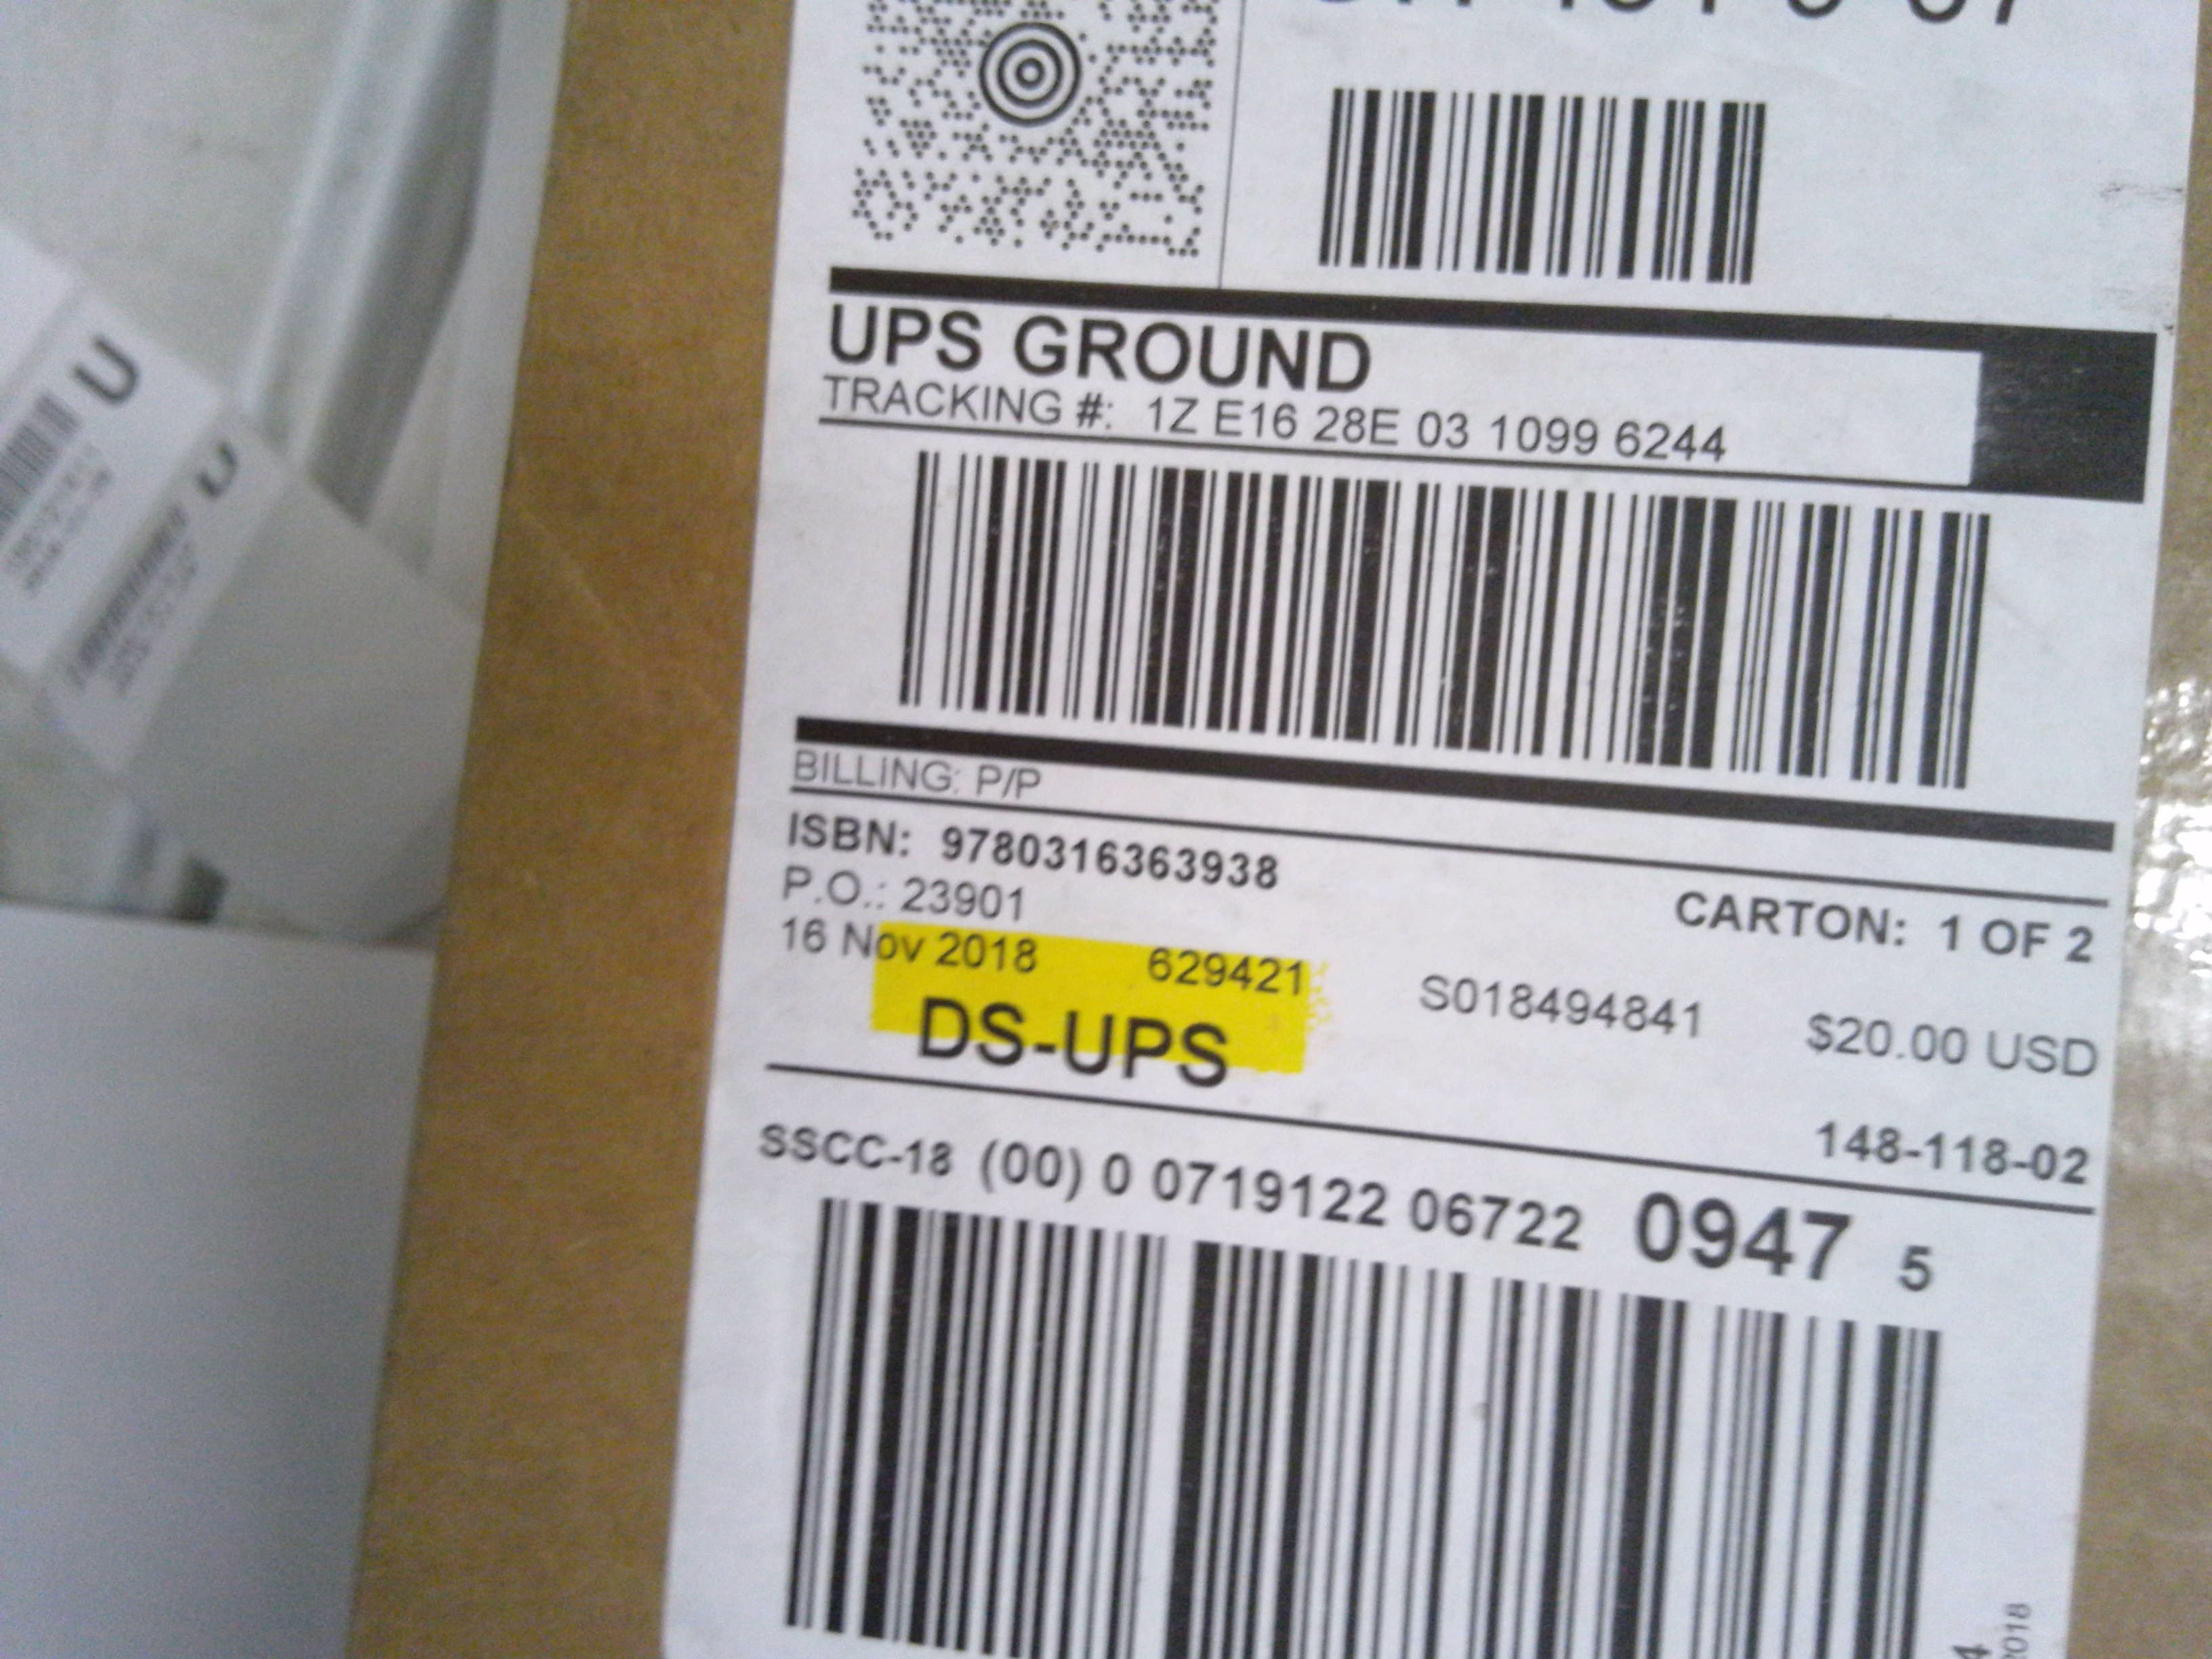 UPS GROUND
TRACKING #: 1Z E16 28E 03 1099 6244
BILLING: P/P
ISBN: 9780316363938
P.O.: 23901
CARTON: 1 OF 2
16 Nov 2018 629421 S018494841 $20.00 USD
DS-UPS
148-118-02
SSCC-18 (00) 0 0719122 06722 0947 5
2018
U
U